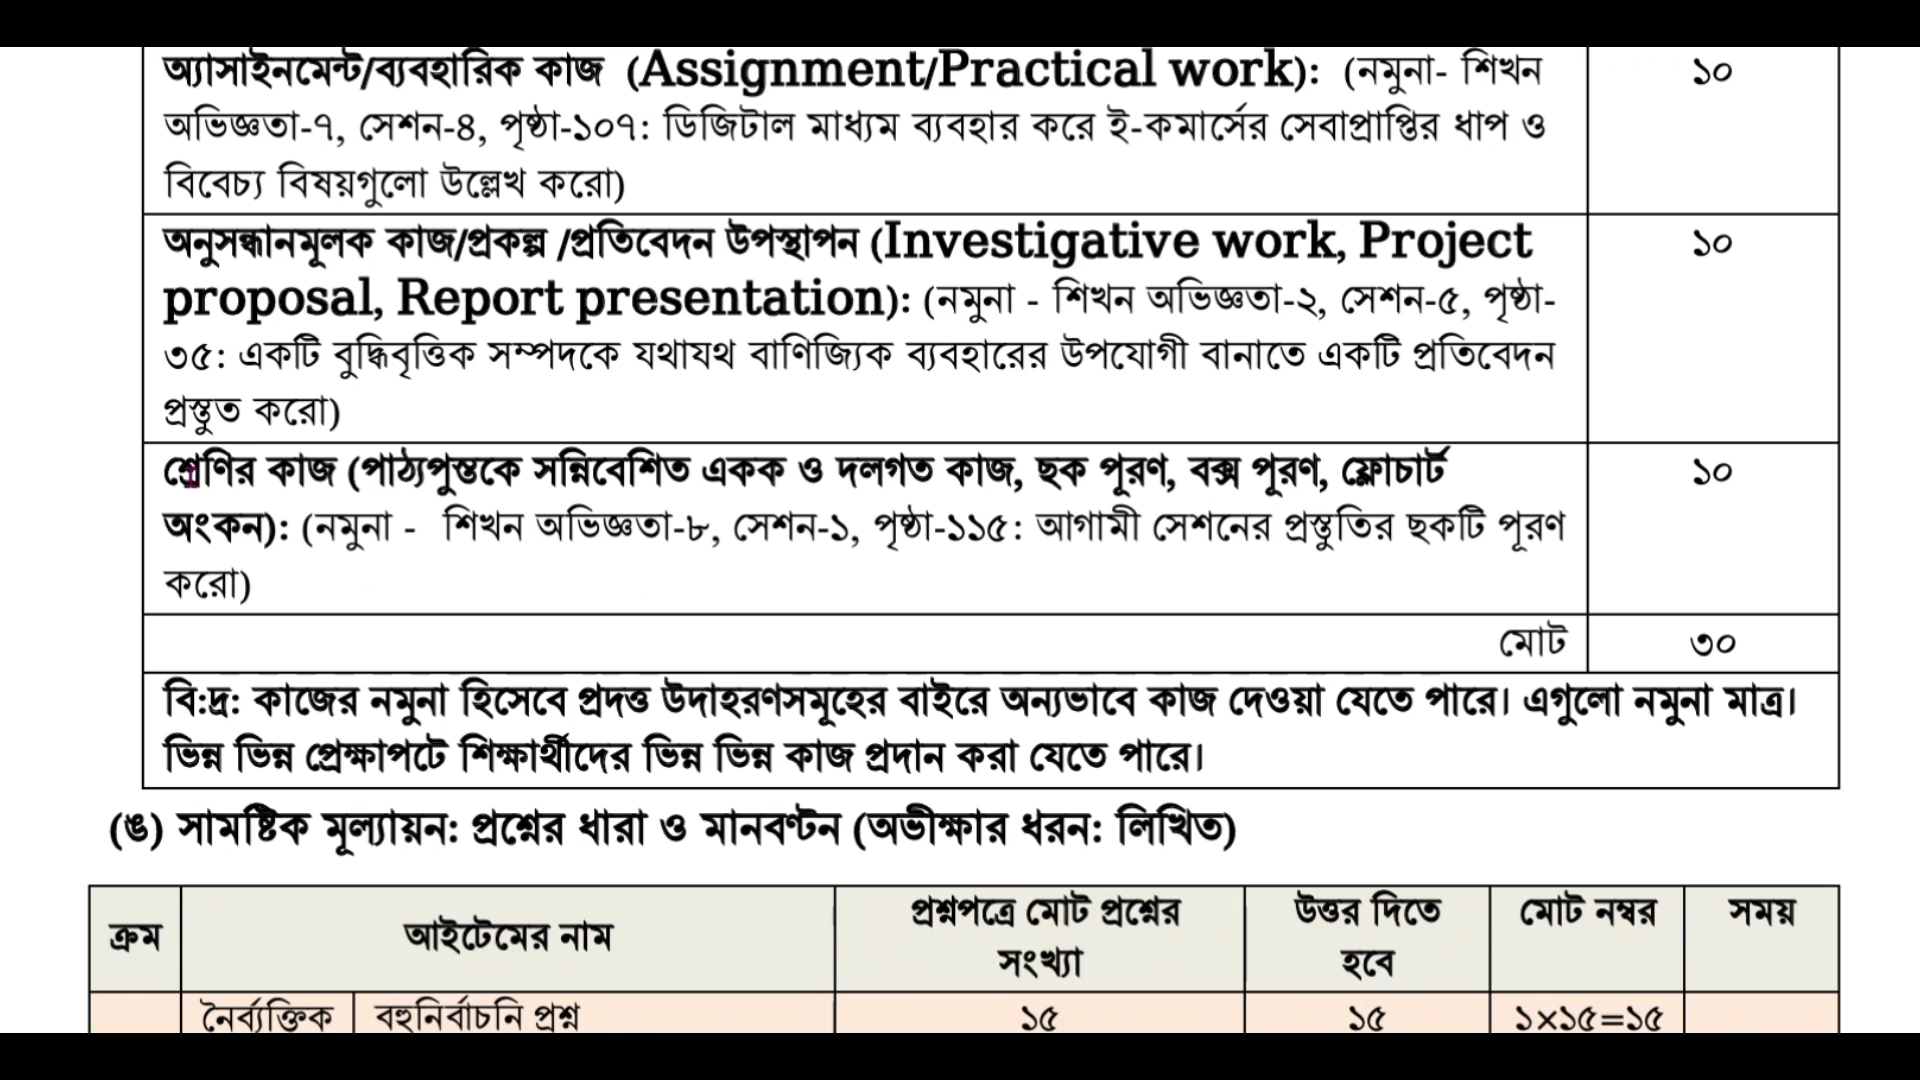 অ্যাসাইনমেন্ট/ব্যবহারিক কাজ (Assignment/Practical work): (নমুনা- শিখন ১০
অভিজ্ঞতা-৭, সেশন-৪, পৃষ্ঠা-১০৭: ডিজিটাল মাধ্যম ব্যবহার করে ই-কমার্সের সেবাপ্রাপ্তির ধাপ ও
বিবেচ্য বিষয়গুলো উল্লেখ করো)
অনুসন্ধানমূলক কাজ/প্রকল্প /প্রতিবেদন উপস্থাপন (Investigative work, Project ১০
proposal, Report presentation): (নমুনা - শিখন অভিজ্ঞতা-২, সেশন-৫, পৃষ্ঠা-
৩৫: একটি বুদ্ধিবৃত্তিক সম্পদকে যথাযথ বাণিজ্যিক ব্যবহারের উপযোগী বানাতে একটি প্রতিবেদন
প্রস্তুত করো)
শ্রেণির কাজ (পাঠ্যপুস্তকে সন্নিবেশিত একক ও দলগত কাজ, ছক পূরণ, বক্স পূরণ, ফ্লোচার্ট ১০
অংকন): (নমুনা - শিখন অভিজ্ঞতা-৮, সেশন-১, পৃষ্ঠা-১১৫: আগামী সেশনের প্রস্তুতির ছকটি পূরণ
করো)
মোট ৩০
বি:দ্র: কাজের নমুনা হিসেবে প্রদত্ত উদাহরণসমূহের বাইরে অন্যভাবে কাজ দেওয়া যেতে পারে। এগুলো নমুনা মাত্র।
ভিন্ন ভিন্ন প্রেক্ষাপটে শিক্ষার্থীদের ভিন্ন ভিন্ন কাজ প্রদান করা যেতে পারে।
(ঙ) সামষ্টিক মূল্যায়ন: প্রশ্নের ধারা ও মানবণ্টন (অভীক্ষার ধরন: লিখিত)
ক্রম আইটেমের নাম প্রশ্নপত্রে মোট প্রশ্নের উত্তর দিতে মোট নম্বর সময়
সংখ্যা হবে
নৈর্ব্যক্তিক বহুনির্বাচনি প্রশ্ন ১৫ ১৫ ১×১৫=১৫